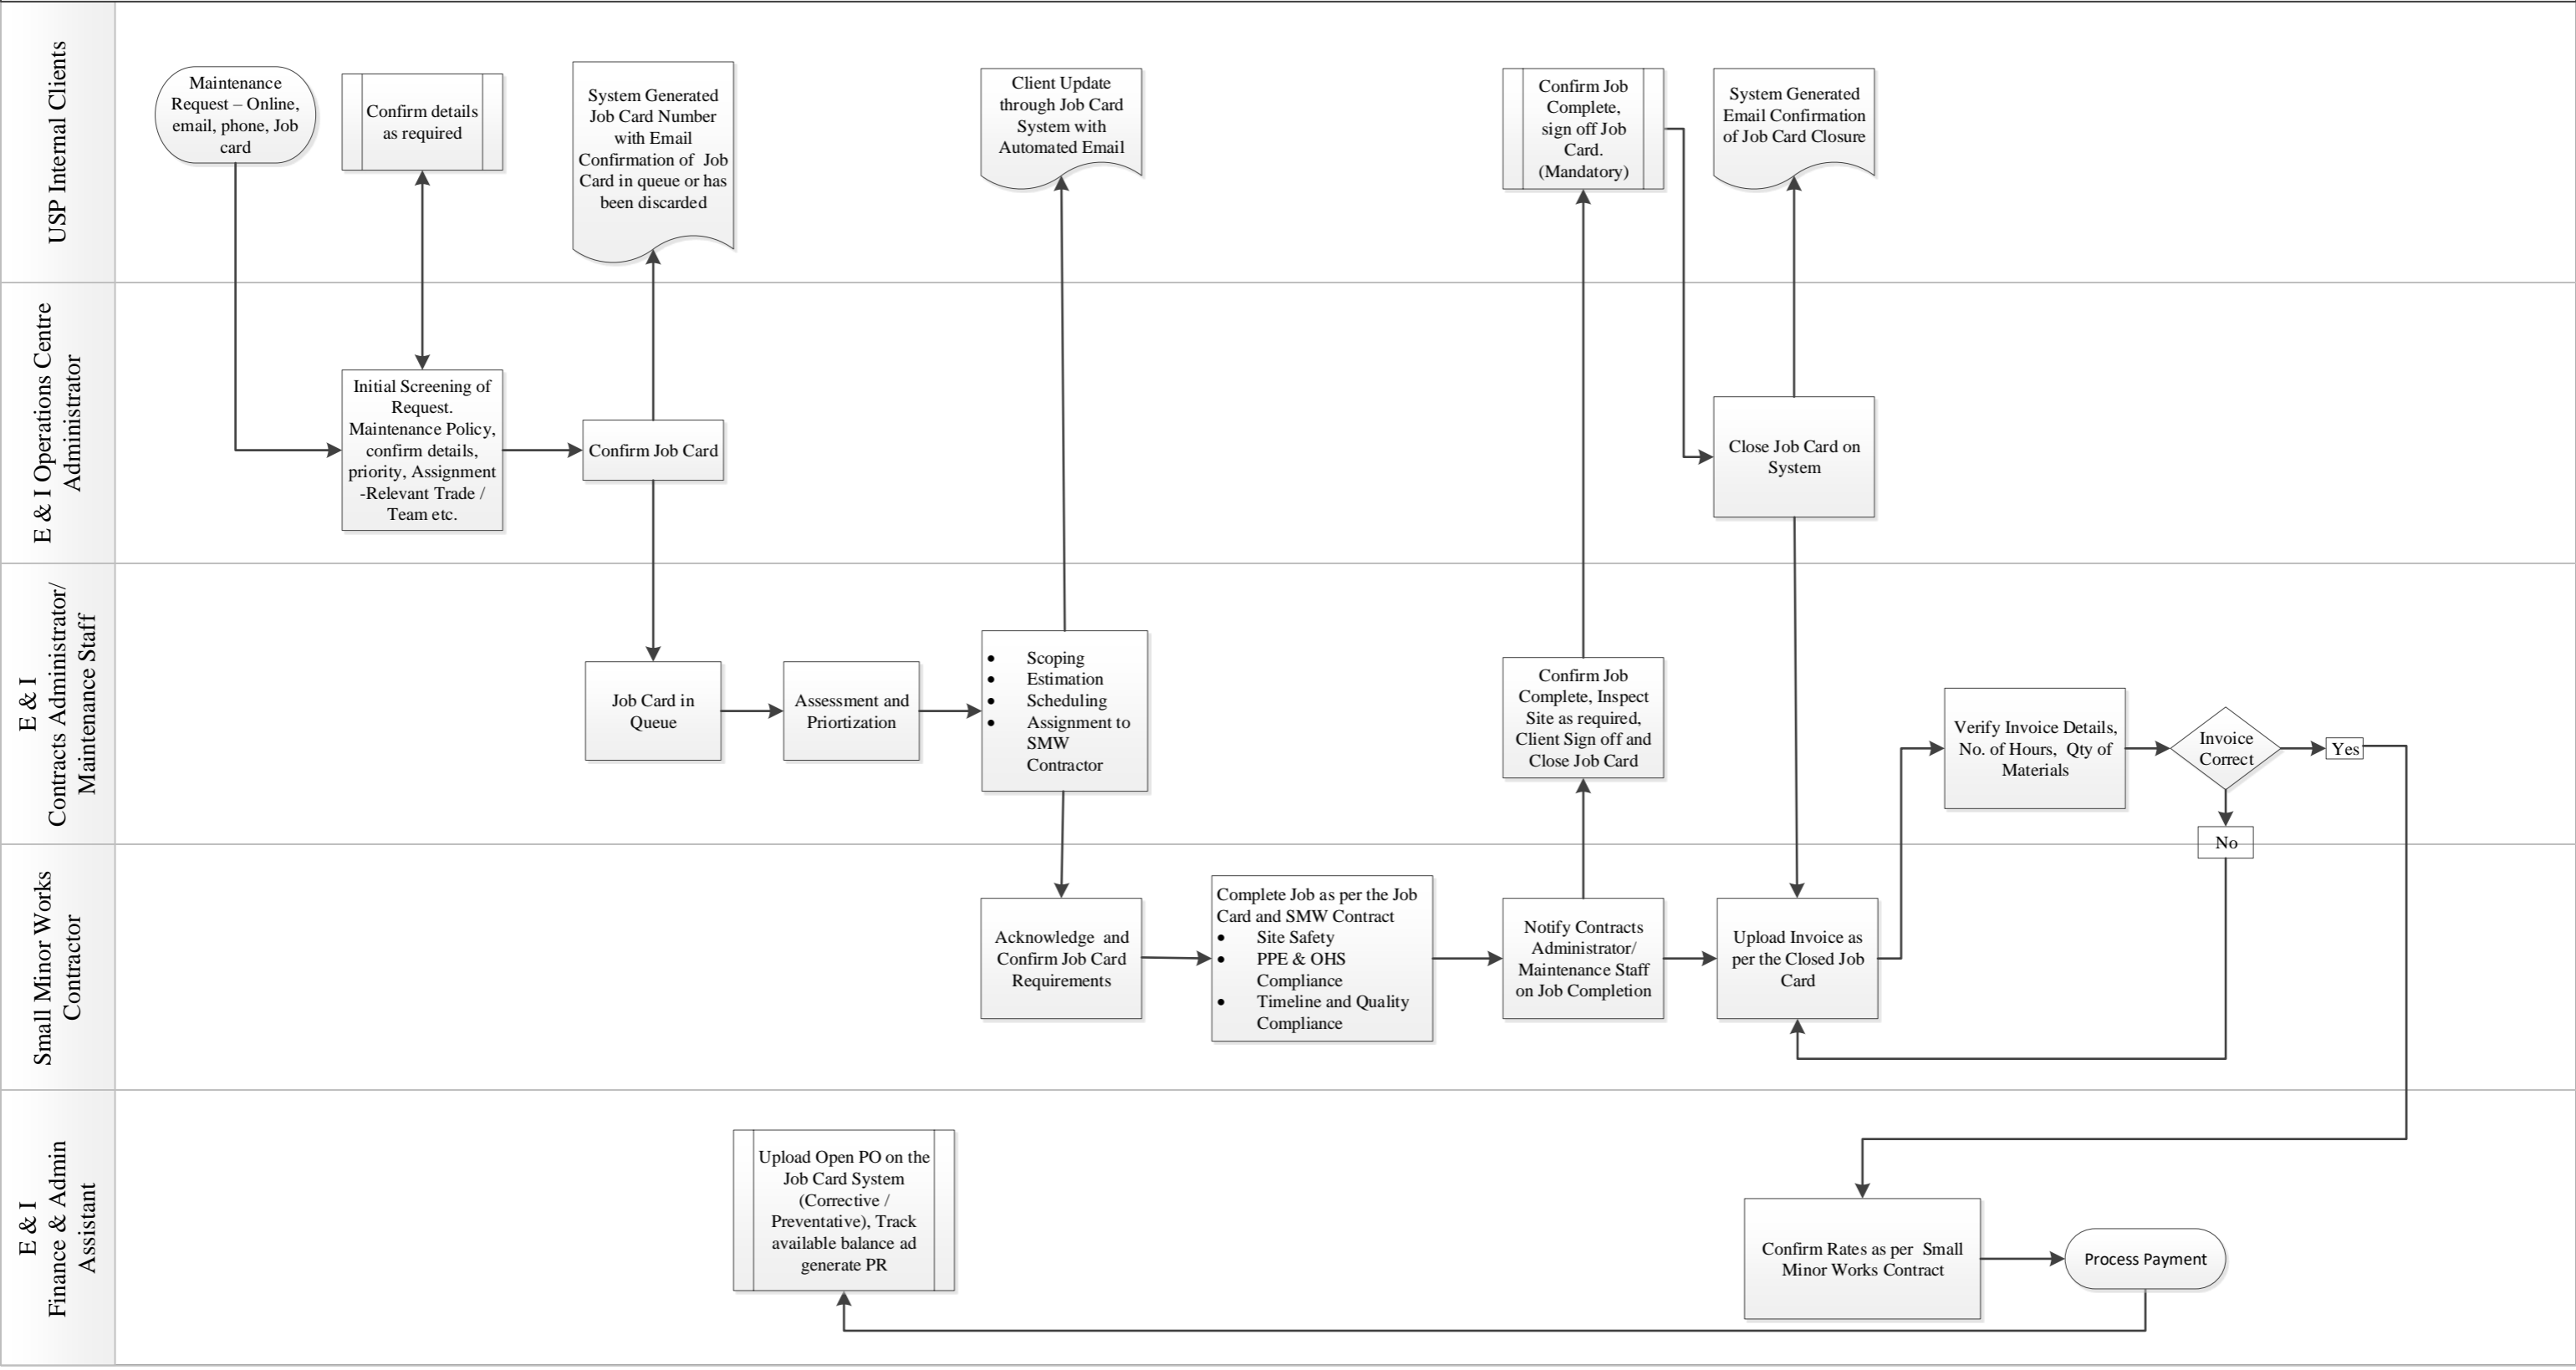 USP Internal Clients
Maintenance
Request – Online,
email, phone, Job
card
Confirm details
as required
System Generated
Job Card Number
with Email
Confirmation of Job
Card in queue or has
been discarded
Client Update
through Job Card
System with
Automated Email
Confirm Job
Complete,
sign off Job
Card.
(Mandatory)
System Generated
Email Confirmation
of Job Card Closure
E & I Operations Centre
Administrator
Initial Screening of
Request.
Maintenance Policy,
confirm details,
priority, Assignment
-Relevant Trade /
Team etc.
Confirm Job Card
Close Job Card on
System
E & I
Contracts Administrator/
Maintenance Staff
Job Card in
Queue
Assessment and
Priortization
• Scoping
• Estimation
• Scheduling
• Assignment to
SMW
Contractor
Confirm Job
Complete, Inspect
Site as required,
Client Sign off and
Close Job Card
Verify Invoice Details,
No. of Hours, Qty of
Materials
Invoice
Correct
Yes
No
Small Minor Works
Contractor
Acknowledge and
Confirm Job Card
Requirements
Complete Job as per the Job
Card and SMW Contract
• Site Safety
• PPE & OHS
Compliance
• Timeline and Quality
Compliance
Notify Contracts
Administrator/
Maintenance Staff
on Job Completion
Upload Invoice as
per the Closed Job
Card
E & I
Finance & Admin
Assistant
Upload Open PO on the
Job Card System
(Corrective /
Preventative), Track
available balance ad
generate PR
Confirm Rates as per Small
Minor Works Contract
Process Payment